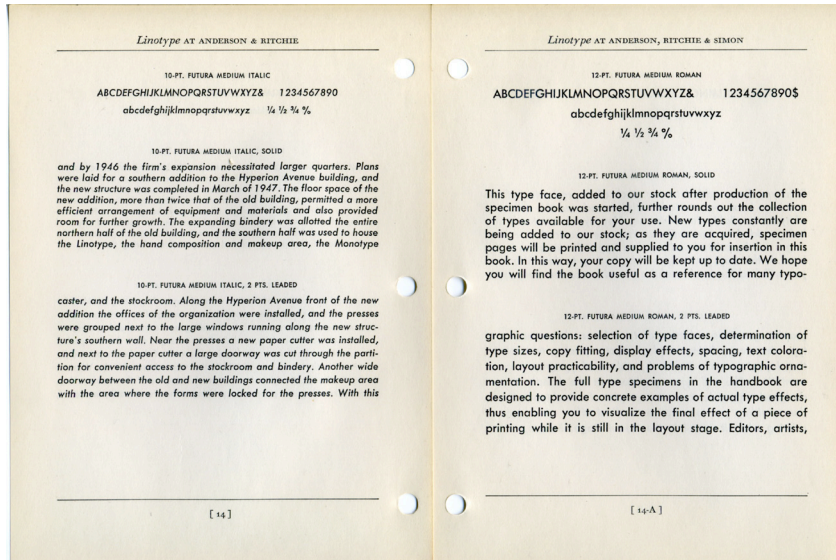 Linotype AT ANDERSON & RITCHIE
10-PT. FUTURA MEDIUM ITALIC
ABCDEFGHIJKLMNOPQRSTUVWXYZ& 1234567890
abcdefghijklmnopqrstuvwxyz ¼ ½ ¾ %
10-PT. FUTURA MEDIUM ITALIC, SOLID
and by 1946 the firm's expansion necessitated larger quarters. Plans
were laid for a southern addition to the Hyperion Avenue building, and
the new structure was completed in March of 1947. The floor space of the
new addition, more than twice that of the old building, permitted a more
efficient arrangement of equipment and materials and also provided
room for further growth. The expanding bindery was allotted the entire
northern half of the old building, and the southern half was used to house
the Linotype, the hand composition and makeup area, the Monotype
10-PT. FUTURA MEDIUM ITALIC, 2 PTS. LEADED
caster, and the stockroom. Along the Hyperion Avenue front of the new
addition the offices of the organization were installed, and the presses
were grouped next to the large windows running along the new struc-
ture's southern wall. Near the presses a new paper cutter was installed,
and next to the paper cutter a large doorway was cut through the parti-
tion for convenient access to the stockroom and bindery. Another wide
doorway between the old and new buildings connected the makeup area
with the area where the forms were locked for the presses. With this
[ 14 ]
Linotype AT ANDERSON, RITCHIE & SIMON
12-PT. FUTURA MEDIUM ROMAN
ABCDEFGHIJKLMNOPQRSTUVWXYZ& 1234567890$
abcdefghijklmnopqrstuvwxyz
¼ ½ ¾ %
12-PT. FUTURA MEDIUM ROMAN, SOLID
This type face, added to our stock after production of the
specimen book was started, further rounds out the collection
of types available for your use. New types constantly are
being added to our stock; as they are acquired, specimen
pages will be printed and supplied to you for insertion in this
book. In this way, your copy will be kept up to date. We hope
you will find the book useful as a reference for many typo-
12-PT. FUTURA MEDIUM ROMAN, 2 PTS. LEADED
graphic questions: selection of type faces, determination of
type sizes, copy fitting, display effects, spacing, text colora-
tion, layout practicability, and problems of typographic orna-
mentation. The full type specimens in the handbook are
designed to provide concrete examples of actual type effects,
thus enabling you to visualize the final effect of a piece of
printing while it is still in the layout stage. Editors, artists,
[ 14-A ]